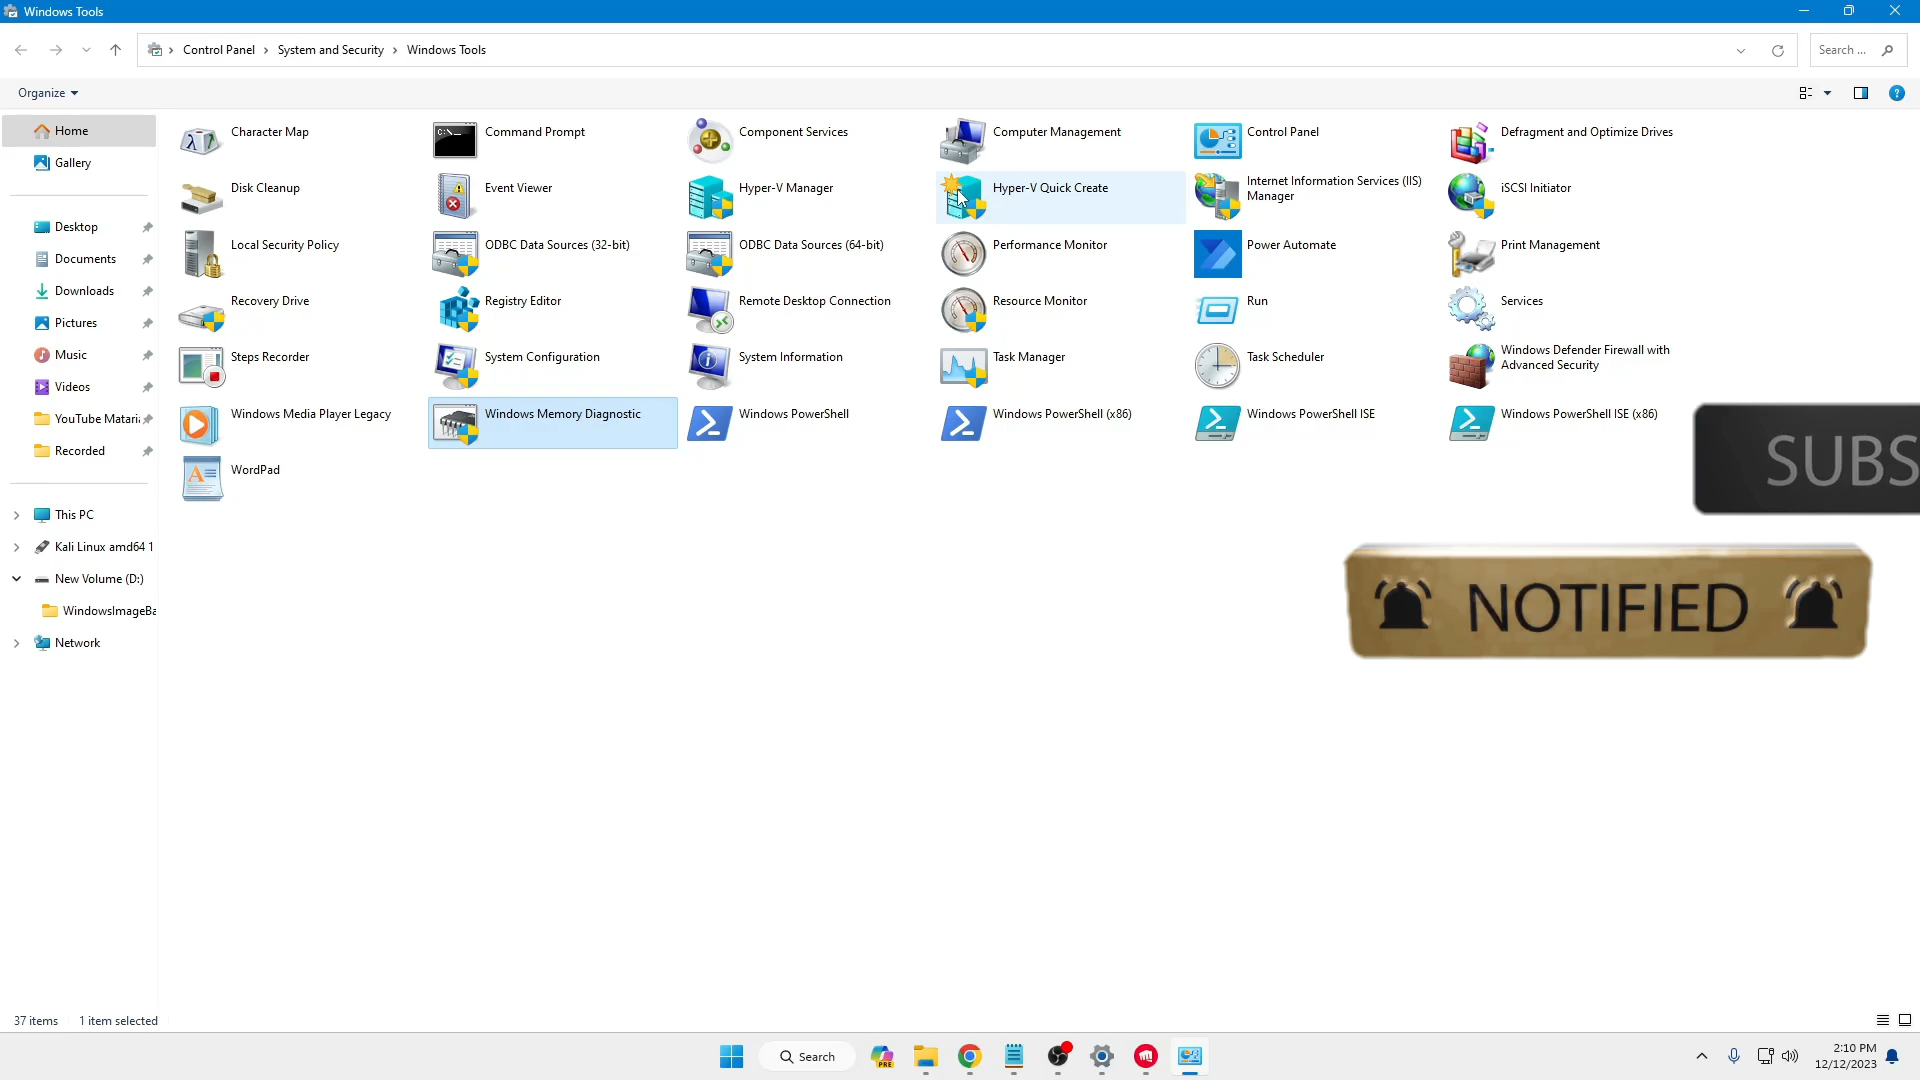 Windows Tools
Control Panel
System and Security
Windows Tools
Search ...
Organize
Home
Gallery
Desktop
Documents
Downloads
Pictures
Music
Videos
YouTube Matari
Recorded
This PC
Kali Linux amd64 1
New Volume (D:)
WindowsImageBa
Network
Character Map
Command Prompt
Component Services
Computer Management
Control Panel
Defragment and Optimize Drives
Disk Cleanup
Event Viewer
Hyper-V Manager
Hyper-V Quick Create
Internet Information Services (IIS)
Manager
iSCSI Initiator
Local Security Policy
ODBC Data Sources (32-bit)
ODBC Data Sources (64-bit)
Performance Monitor
Power Automate
Print Management
Recovery Drive
Registry Editor
Remote Desktop Connection
Resource Monitor
Run
Services
Steps Recorder
System Configuration
System Information
Task Manager
Task Scheduler
Windows Defender Firewall with
Advanced Security
Windows Media Player Legacy
Windows Memory Diagnostic
Windows PowerShell
Windows PowerShell (x86)
Windows PowerShell ISE
Windows PowerShell ISE (x86)
WordPad
SUBS
NOTIFIED
37 items
1 item selected
Search
PRE
2:10 PM
12/12/2023